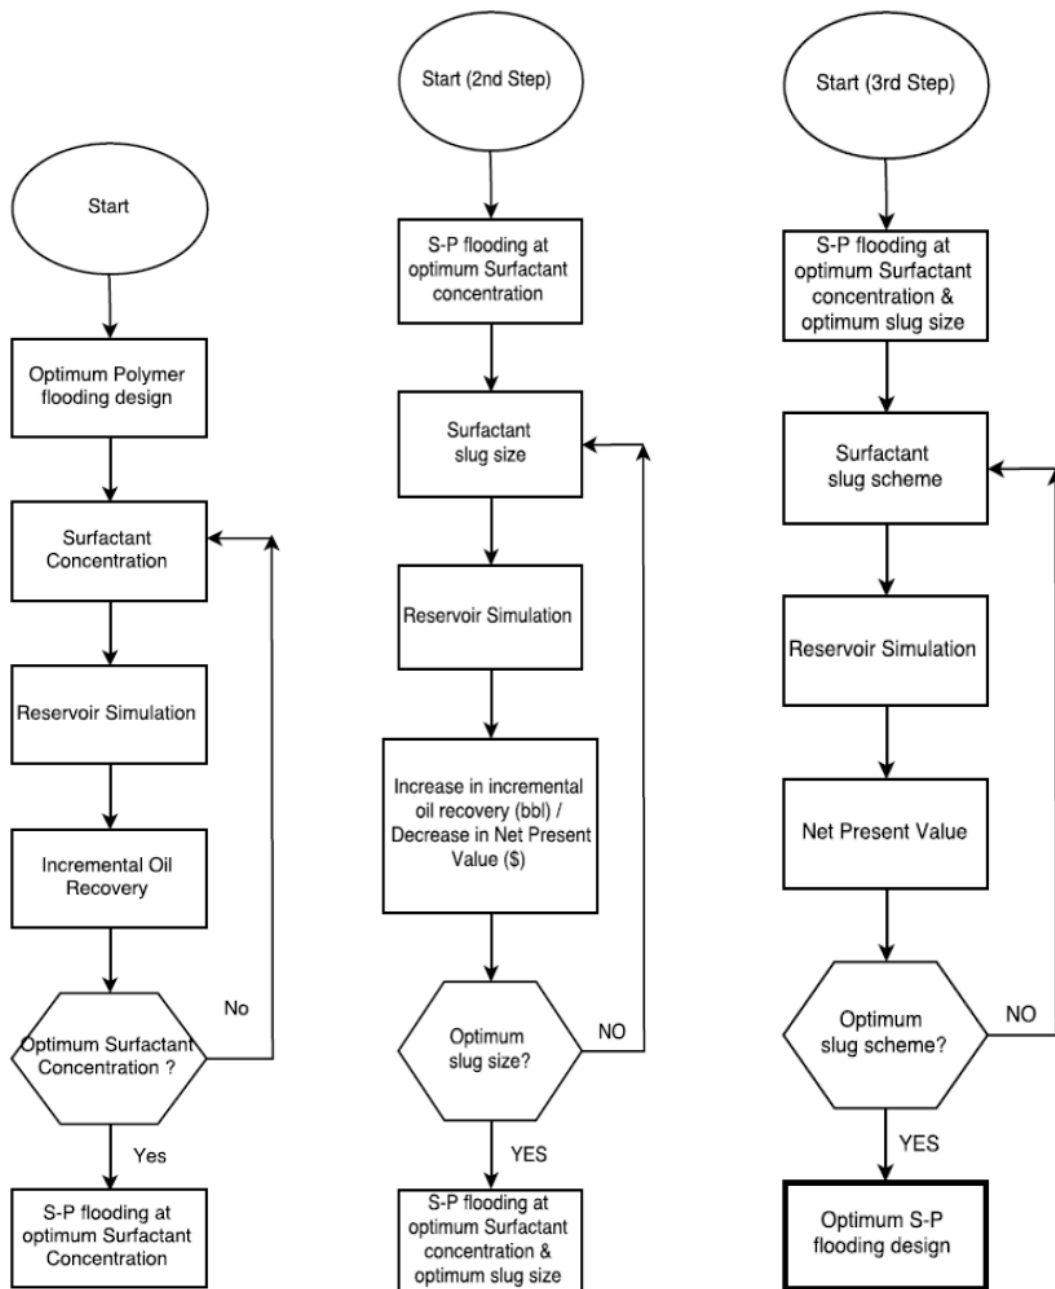 Start
Optimum Polymer
flooding design
Surfactant
Concentration
Reservoir Simulation
Incremental Oil
Recovery
Optimum Surfactant
Concentration ?
No
Yes
S-P flooding at
optimum Surfactant
Concentration
Start (2nd Step)
S-P flooding at
optimum Surfactant
concentration
Surfactant
slug size
Reservoir Simulation
Increase in incremental
oil recovery (bbl) /
Decrease in Net Present
Value ($)
Optimum
slug size?
NO
YES
S-P flooding at
optimum Surfactant
concentration &
optimum slug size
Start (3rd Step)
S-P flooding at
optimum Surfactant
concentration &
optimum slug size
Surfactant
slug scheme
Reservoir Simulation
Net Present Value
Optimum
slug scheme?
NO
YES
Optimum S-P
flooding design